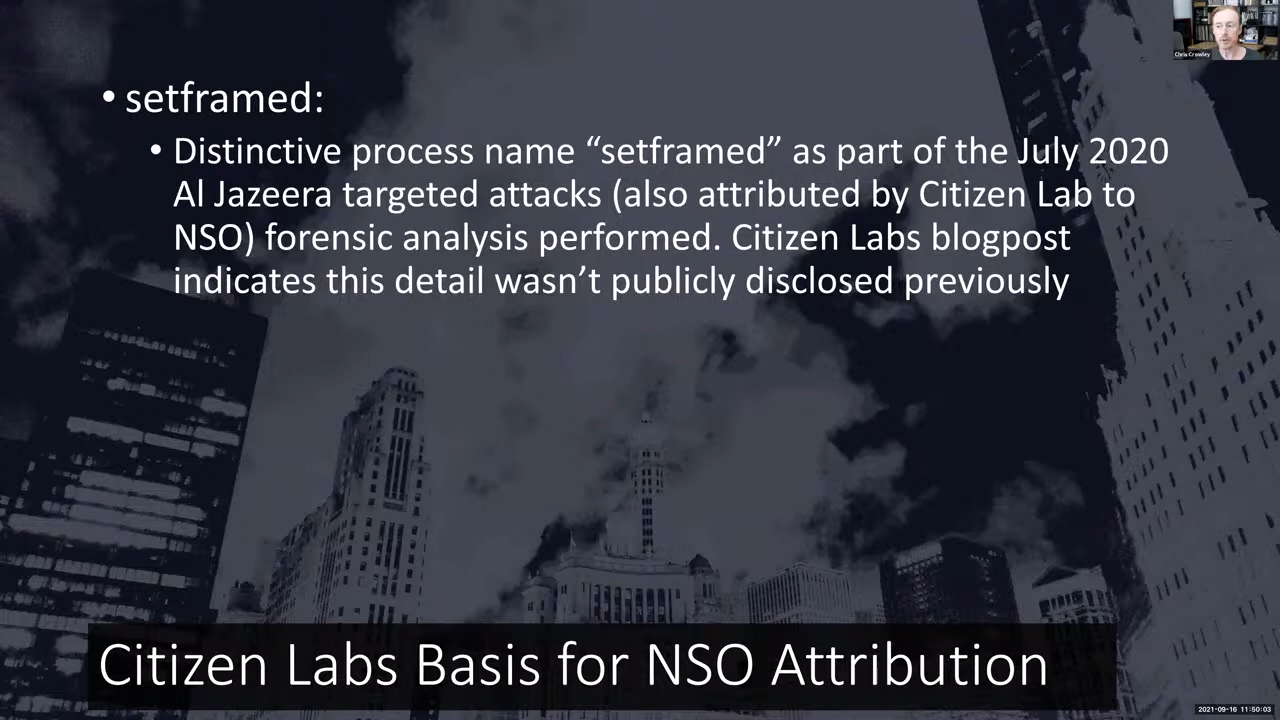 Chris Crowley
• setframed:
• Distinctive process name “setframed” as part of the July 2020
Al Jazeera targeted attacks (also attributed by Citizen Lab to
NSO) forensic analysis performed. Citizen Labs blogpost
indicates this detail wasn’t publicly disclosed previously
Citizen Labs Basis for NSO Attribution
2021-09-16 11:50:03